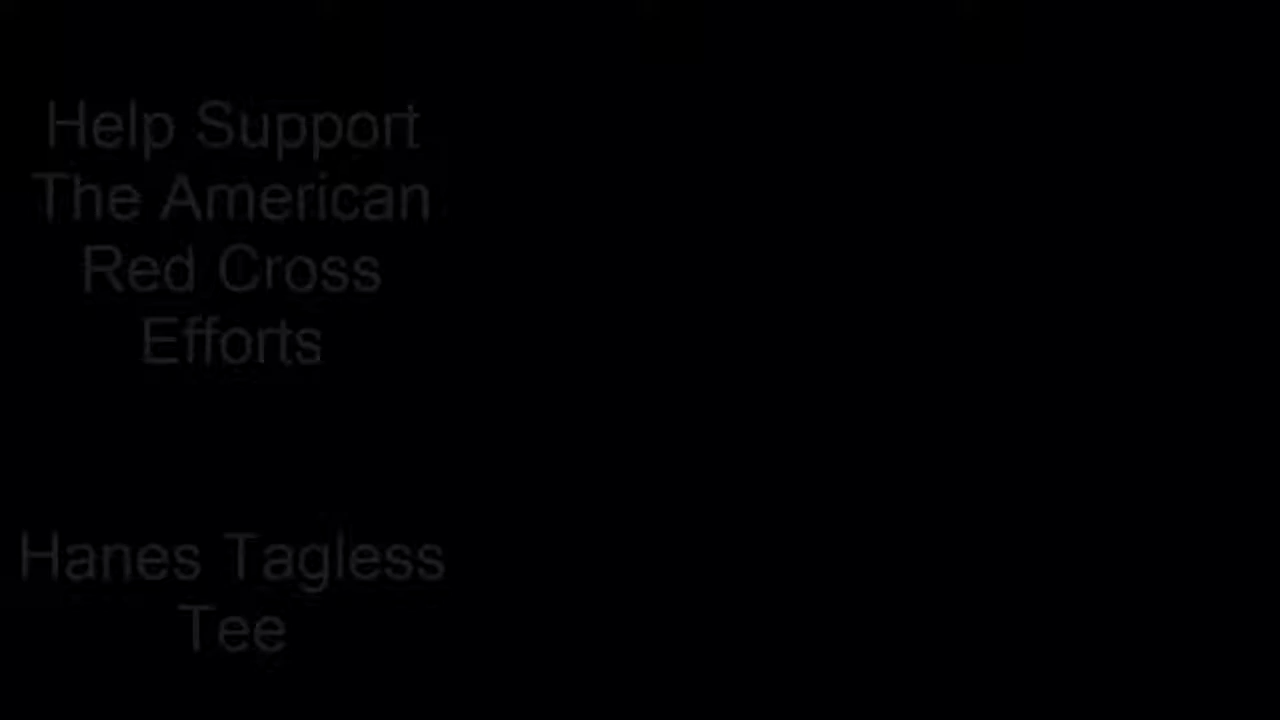 Help Support
The American
Red Cross
Efforts
Hanes Tagless
Tee